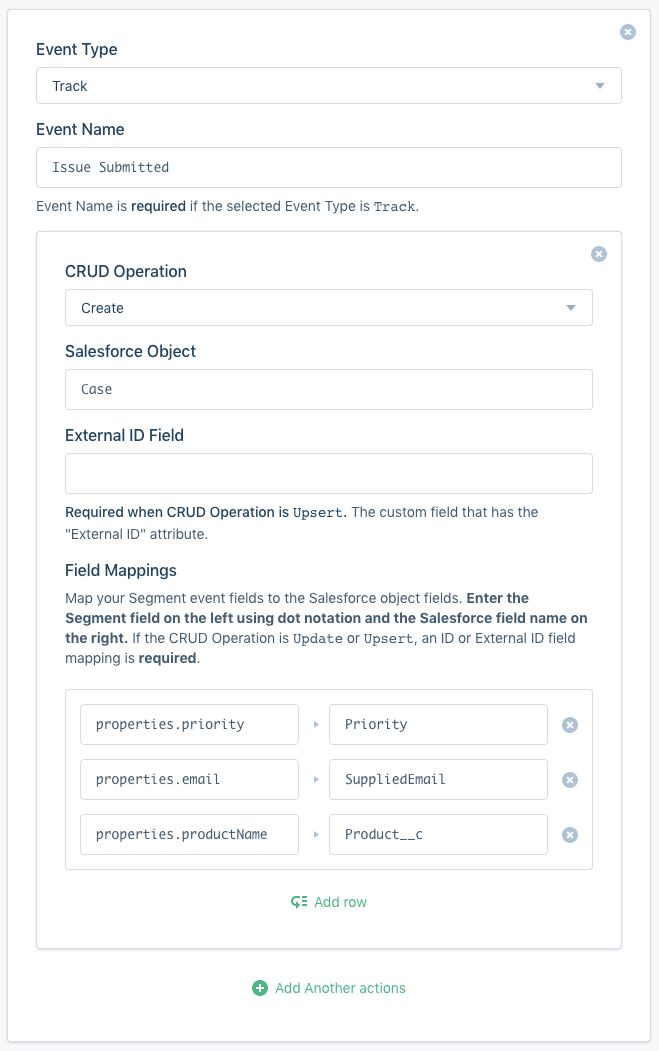 Event Type
Track
Event Name
Issue Submitted
Event Name is required if the selected Event Type is Track.
CRUD Operation
Create
Salesforce Object
Case
External ID Field
Required when CRUD Operation is Upsert. The custom field that has the
"External ID" attribute.
Field Mappings
Map your Segment event fields to the Salesforce object fields. Enter the
Segment field on the left using dot notation and the Salesforce field name on
the right. If the CRUD Operation is Update or Upsert, an ID or External ID field
mapping is required.
properties.priority Priority
properties.email SuppliedEmail
properties.productName Product__c
Add row
Add Another actions